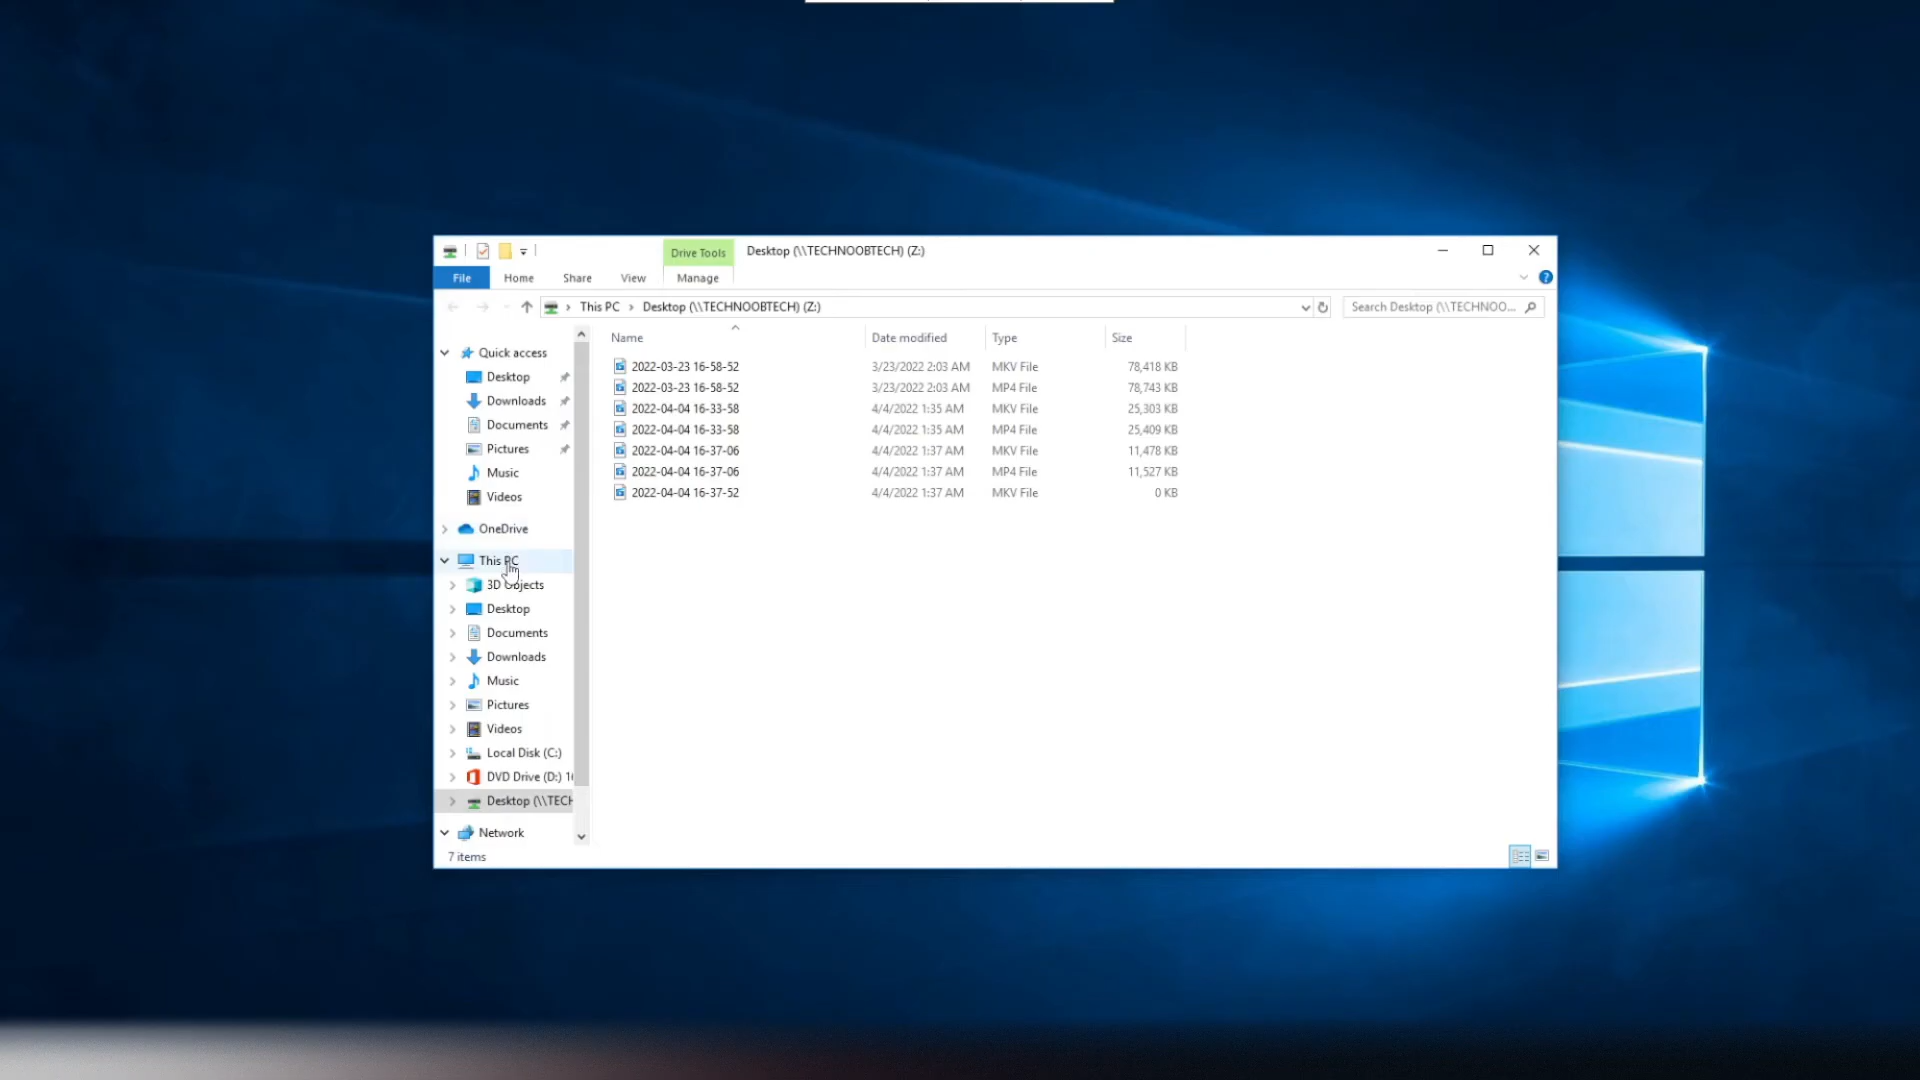 Drive Tools Desktop (\\TECHNOOBTECH) (Z:)
File Home Share View Manage
This PC › Desktop (\\TECHNOOBTECH) (Z:) Search Desktop (\\TECHNOO...
Name Date modified Type Size
Quick access
Desktop
Downloads
Documents
Pictures
Music
Videos
OneDrive
This PC
3D Objects
Desktop
Documents
Downloads
Music
Pictures
Videos
Local Disk (C:)
DVD Drive (D:) 16
Desktop (\\TECH
Network
2022-03-23 16-58-52 3/23/2022 2:03 AM MKV File 78,418 KB
2022-03-23 16-58-52 3/23/2022 2:03 AM MP4 File 78,743 KB
2022-04-04 16-33-58 4/4/2022 1:35 AM MKV File 25,303 KB
2022-04-04 16-33-58 4/4/2022 1:35 AM MP4 File 25,409 KB
2022-04-04 16-37-06 4/4/2022 1:37 AM MKV File 11,478 KB
2022-04-04 16-37-06 4/4/2022 1:37 AM MP4 File 11,527 KB
2022-04-04 16-37-52 4/4/2022 1:37 AM MKV File 0 KB
7 items